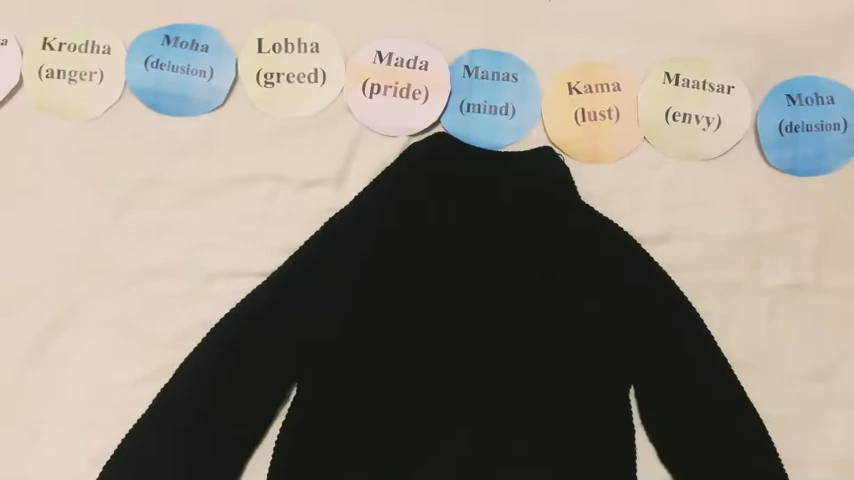 Krodha
(anger)
Moha
(delusion)
Lobha
(greed)
Mada
(pride)
Manas
(mind)
Kama
(lust)
Maatsar
(envy)
Moha
(delusion)